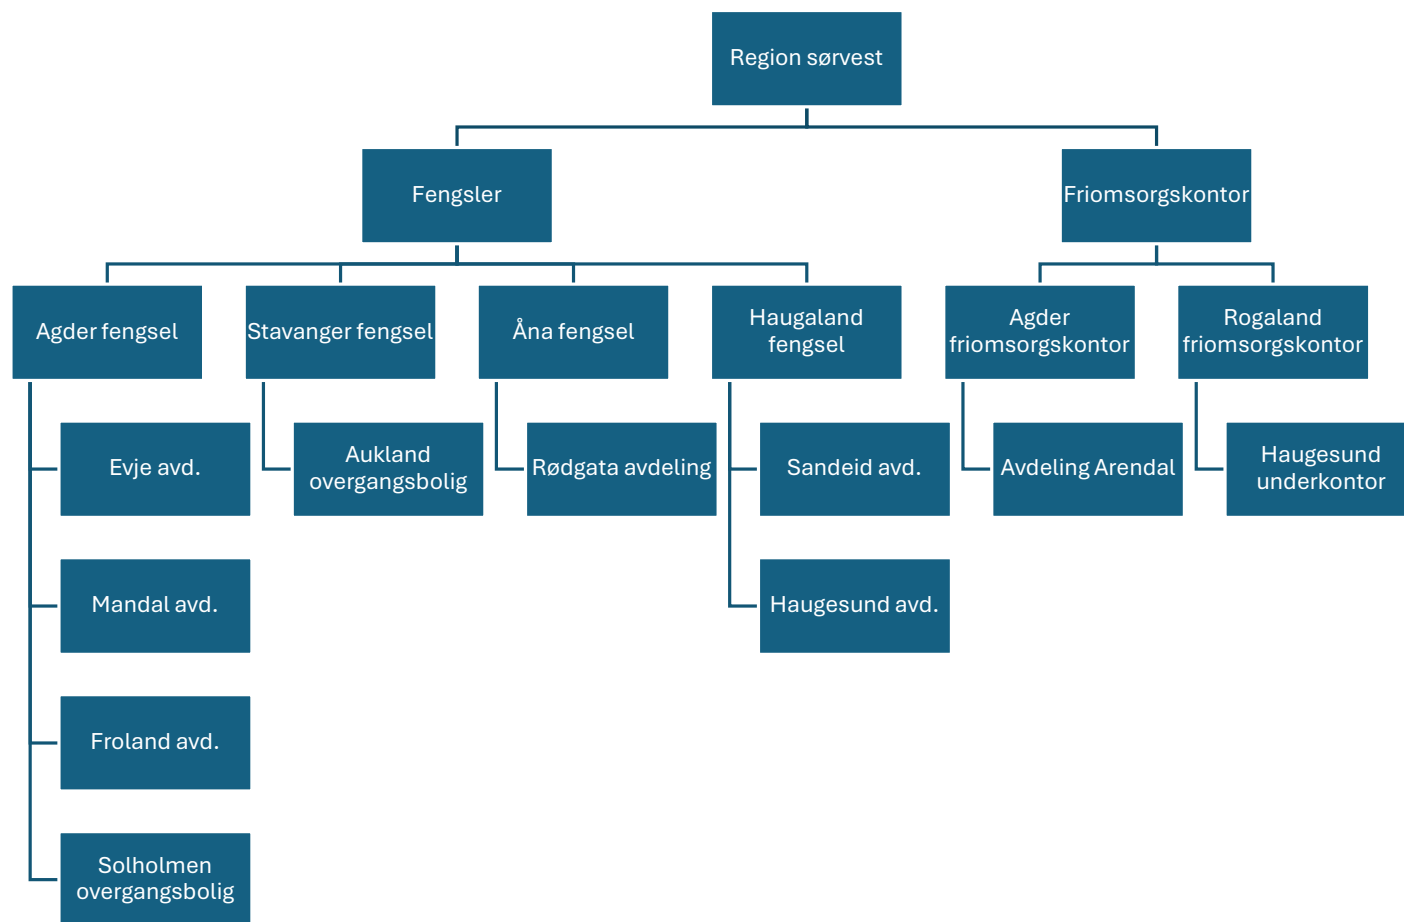 Region sørvest
Fengsler
Friomsorgskontor
Agder fengsel
Stavanger fengsel
Åna fengsel
Haugaland
fengsel
Agder
friomsorgskontor
Rogaland
friomsorgskontor
Evje avd.
Aukland
overgangsbolig
Rødgata avdeling
Sandeid avd.
Avdeling Arendal
Haugesund
underkontor
Mandal avd.
Haugesund avd.
Froland avd.
Solholmen
overgangsbolig